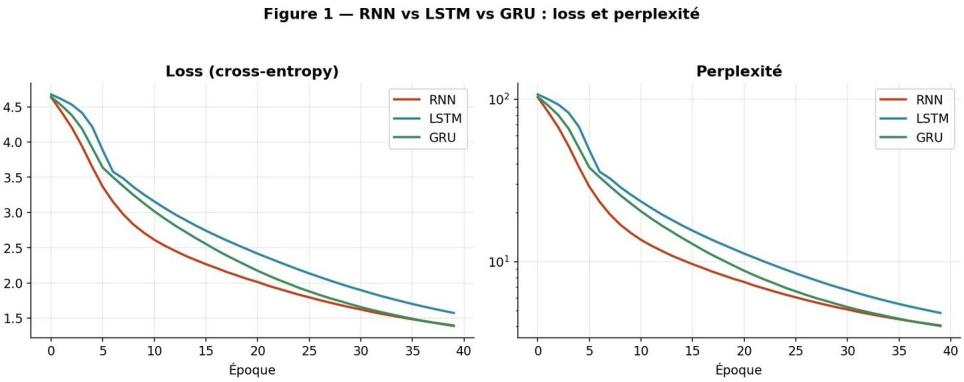 Figure 1 — RNN vs LSTM vs GRU : loss et perplexité
Loss (cross-entropy)
RNN
LSTM
GRU
4.5
4.0
3.5
3.0
2.5
2.0
1.5
0 5 10 15 20 25 30 35 40
Époque
Perplexité
RNN
LSTM
GRU
10²
10¹
0 5 10 15 20 25 30 35 40
Époque